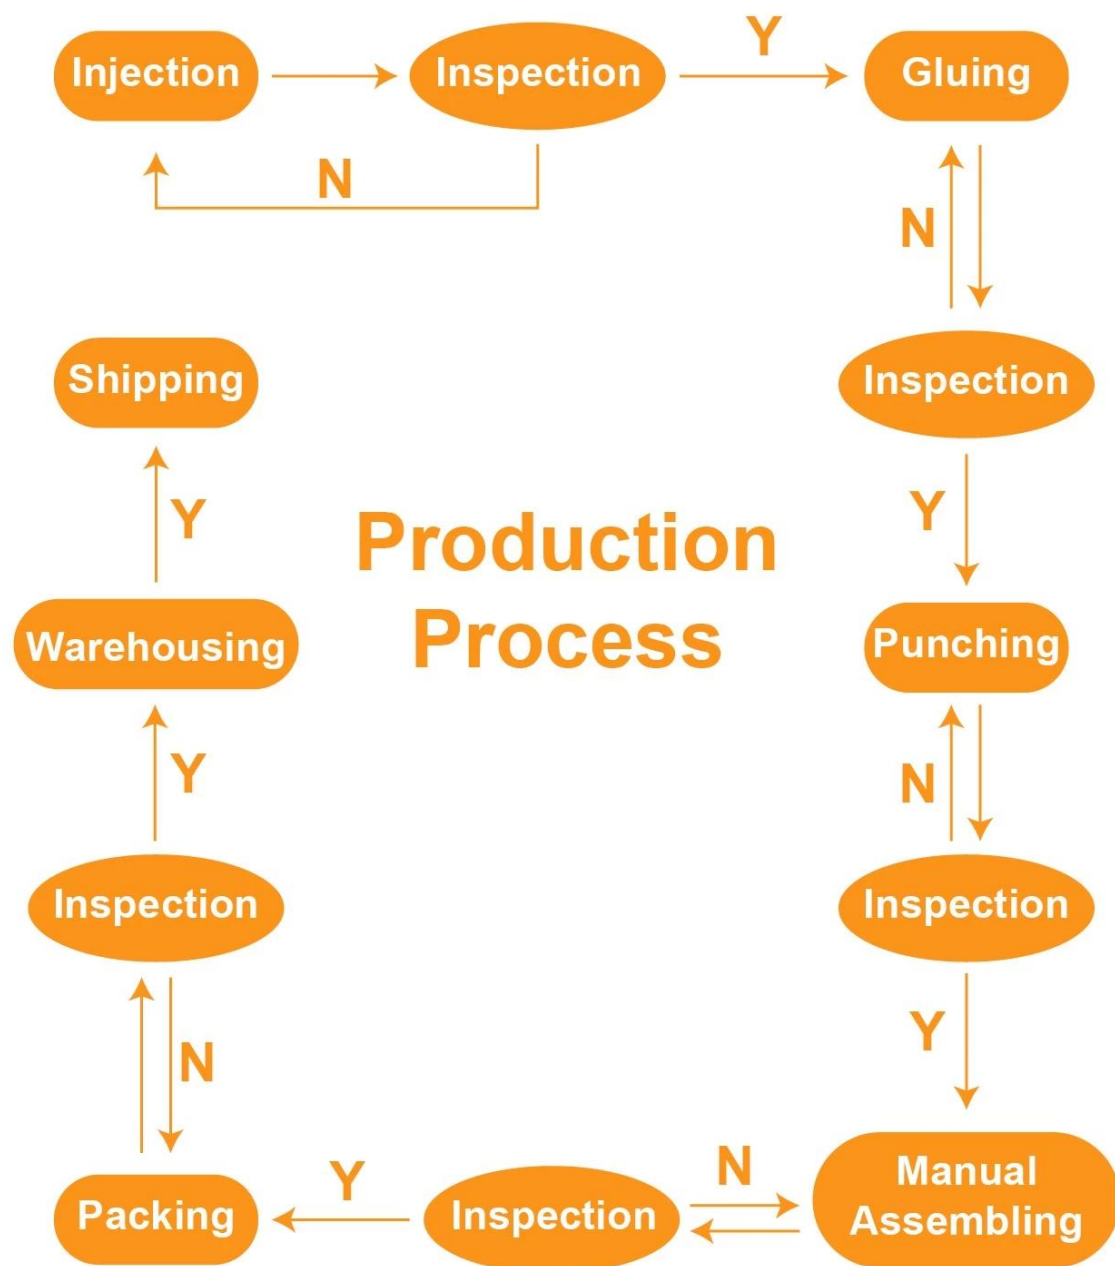 Injection
Inspection
Y
Gluing
N
N
Inspection
Y
Punching
N
Inspection
Y
Manual
Assembling
N
Inspection
Y
Packing
N
Inspection
Y
Warehousing
Y
Shipping
Production
Process